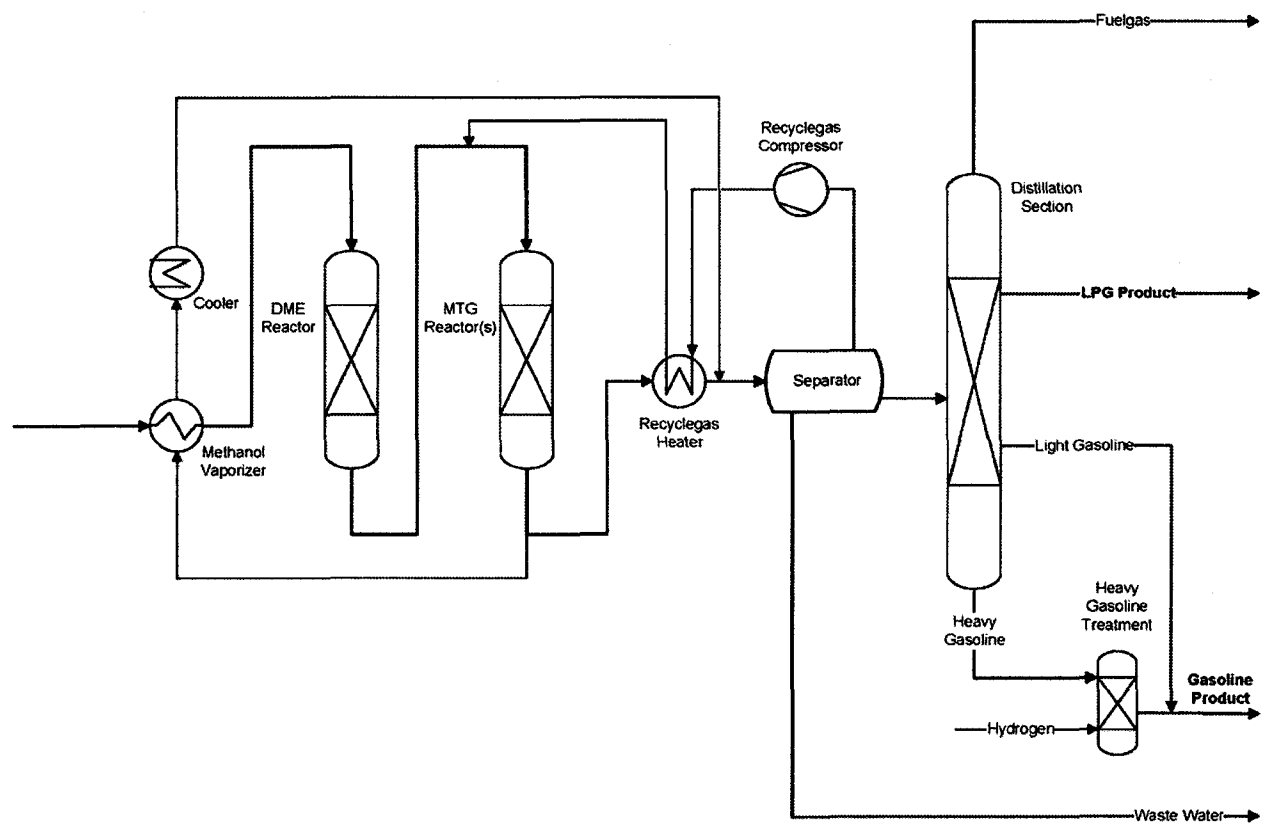 Fuelgas
Recyclegas
Compressor
Distillation
Section
Cooler
DME
Reactor
MTG
Reactor(s)
LPG Product
Separator
Recyclegas
Heater
Methanol
Vaporizer
Light Gasoline
Heavy
Gasoline
Heavy
Gasoline
Treatment
Gasoline
Product
Hydrogen
Waste Water